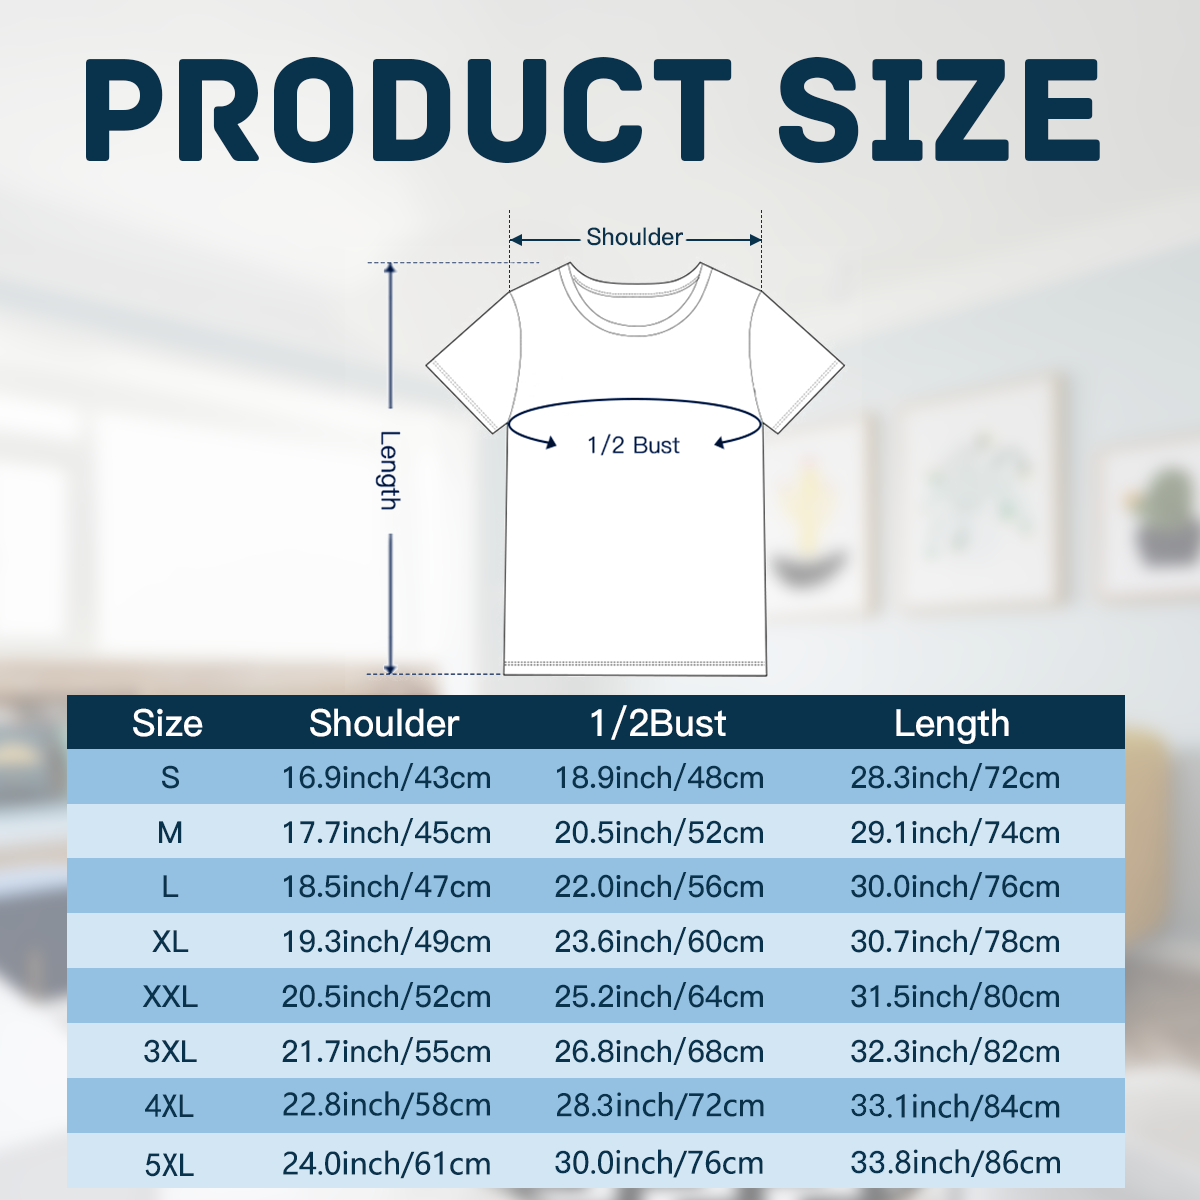 PRODUCT SIZE
Shoulder
Length
1/2 Bust
Size Shoulder 1/2Bust Length
S 16.9inch/43cm 18.9inch/48cm 28.3inch/72cm
M 17.7inch/45cm 20.5inch/52cm 29.1inch/74cm
L 18.5inch/47cm 22.0inch/56cm 30.0inch/76cm
XL 19.3inch/49cm 23.6inch/60cm 30.7inch/78cm
XXL 20.5inch/52cm 25.2inch/64cm 31.5inch/80cm
3XL 21.7inch/55cm 26.8inch/68cm 32.3inch/82cm
4XL 22.8inch/58cm 28.3inch/72cm 33.1inch/84cm
5XL 24.0inch/61cm 30.0inch/76cm 33.8inch/86cm